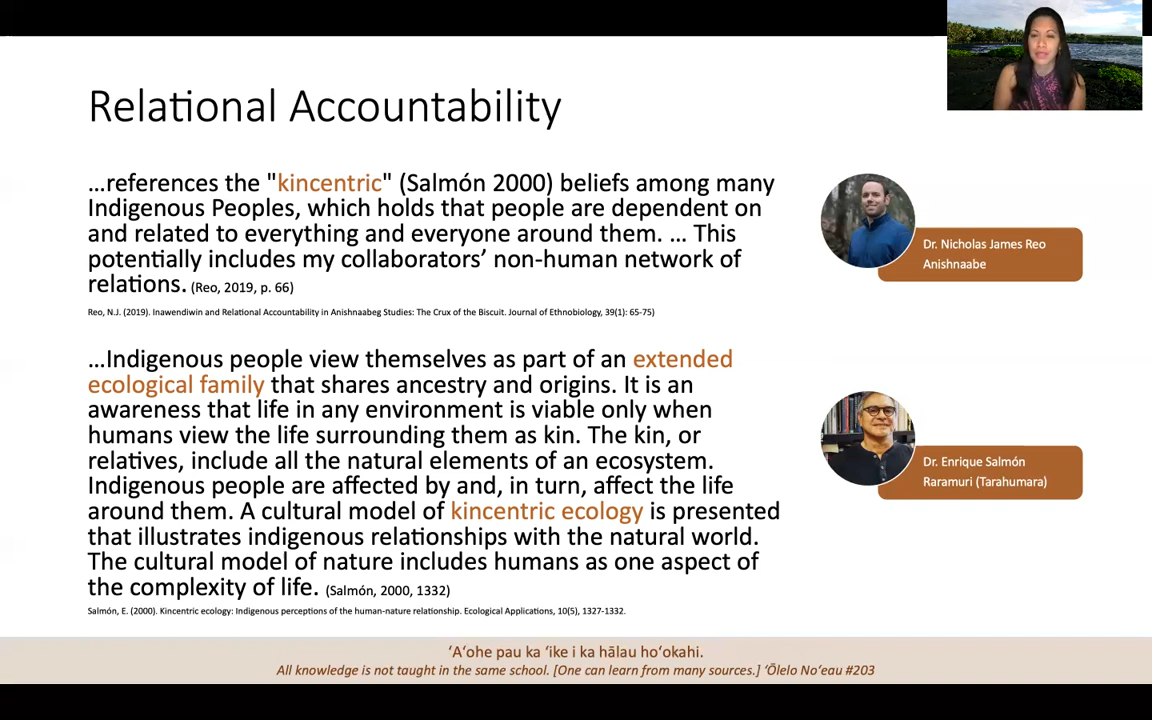 Relational Accountability
…references the "kincentric" (Salmón 2000) beliefs among many
Indigenous Peoples, which holds that people are dependent on
and related to everything and everyone around them. … This
potentially includes my collaborators’ non-human network of
relations. (Reo, 2019, p. 66)
Reo, N.J. (2019). Inawendiwin and Relational Accountability in Anishnaabeg Studies: The Crux of the Biscuit. Journal of Ethnobiology, 39(1): 65-75)
Dr. Nicholas James Reo
Anishnaabe
…Indigenous people view themselves as part of an extended
ecological family that shares ancestry and origins. It is an
awareness that life in any environment is viable only when
humans view the life surrounding them as kin. The kin, or
relatives, include all the natural elements of an ecosystem.
Indigenous people are affected by and, in turn, affect the life
around them. A cultural model of kincentric ecology is presented
that illustrates indigenous relationships with the natural world.
The cultural model of nature includes humans as one aspect of
the complexity of life. (Salmón, 2000, 1332)
Salmón, E. (2000). Kincentric ecology: Indigenous perceptions of the human-nature relationship. Ecological Applications, 10(5), 1327-1332.
Dr. Enrique Salmón
Raramuri (Tarahumara)
ʻAʻohe pau ka ʻike i ka hālau hoʻokahi.
All knowledge is not taught in the same school. [One can learn from many sources.] ʻŌlelo Noʻeau #203